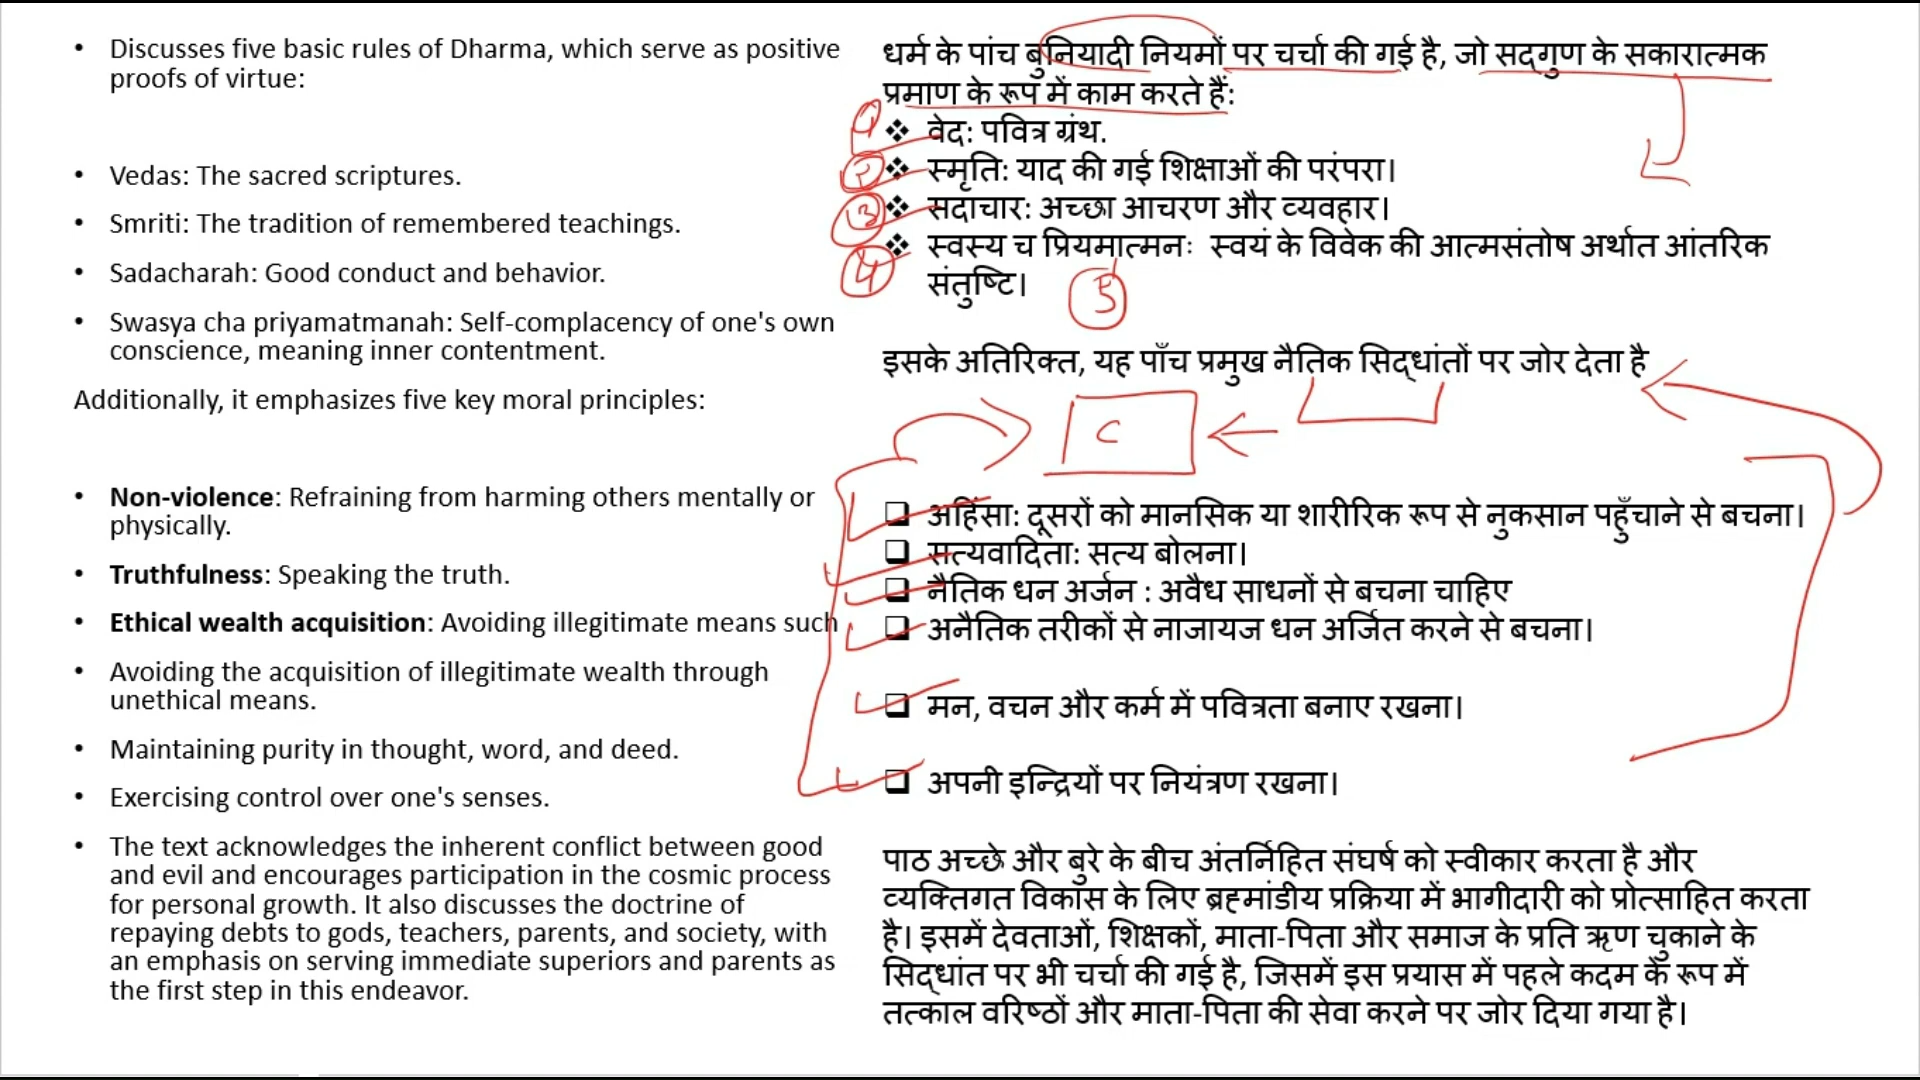 • Discusses five basic rules of Dharma, which serve as positive
proofs of virtue:
• Vedas: The sacred scriptures.
• Smriti: The tradition of remembered teachings.
• Sadacharah: Good conduct and behavior.
• Swasya cha priyamatmanah: Self-complacency of one's own
conscience, meaning inner contentment.
Additionally, it emphasizes five key moral principles:
• Non-violence: Refraining from harming others mentally or
physically.
• Truthfulness: Speaking the truth.
• Ethical wealth acquisition: Avoiding illegitimate means such
• Avoiding the acquisition of illegitimate wealth through
unethical means.
• Maintaining purity in thought, word, and deed.
• Exercising control over one's senses.
• The text acknowledges the inherent conflict between good
and evil and encourages participation in the cosmic process
for personal growth. It also discusses the doctrine of
repaying debts to gods, teachers, parents, and society, with
an emphasis on serving immediate superiors and parents as
the first step in this endeavor.
धर्म के पांच बुनियादी नियमों पर चर्चा की गई है, जो सद्गुण के सकारात्मक
प्रमाण के रूप में काम करते हैं:
1 ❖ वेद: पवित्र ग्रंथ.
2 ❖ स्मृति: याद की गई शिक्षाओं की परंपरा।
3 ❖ सदाचार: अच्छा आचरण और व्यवहार।
❖ स्वस्य च प्रियमात्मनः स्वयं के विवेक की आत्मसंतोष अर्थात आंतरिक
4 संतुष्टि। 5
इसके अतिरिक्त, यह पाँच प्रमुख नैतिक सिद्धांतों पर जोर देता है
C
❑ अहिंसा: दूसरों को मानसिक या शारीरिक रूप से नुकसान पहुँचाने से बचना।
❑ सत्यवादिता: सत्य बोलना।
❑ नैतिक धन अर्जन : अवैध साधनों से बचना चाहिए
❑ अनैतिक तरीकों से नाजायज धन अर्जित करने से बचना।
❑ मन, वचन और कर्म में पवित्रता बनाए रखना।
❑ अपनी इन्द्रियों पर नियंत्रण रखना।
पाठ अच्छे और बुरे के बीच अंतर्निहित संघर्ष को स्वीकार करता है और
व्यक्तिगत विकास के लिए ब्रह्मांडीय प्रक्रिया में भागीदारी को प्रोत्साहित करता
है। इसमें देवताओं, शिक्षकों, माता-पिता और समाज के प्रति ऋण चुकाने के
सिद्धांत पर भी चर्चा की गई है, जिसमें इस प्रयास में पहले कदम के रूप में
तत्काल वरिष्ठों और माता-पिता की सेवा करने पर जोर दिया गया है।